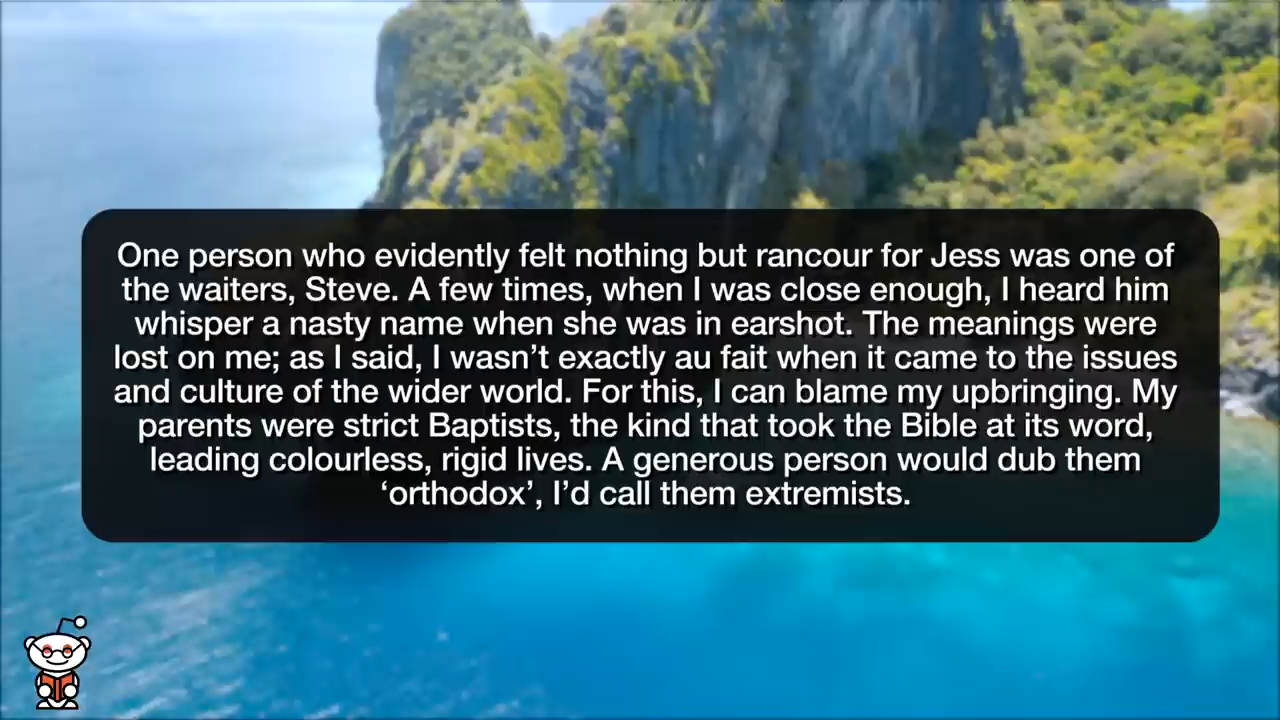 One person who evidently felt nothing but rancour for Jess was one of
the waiters, Steve. A few times, when I was close enough, I heard him
whisper a nasty name when she was in earshot. The meanings were
lost on me; as I said, I wasn’t exactly au fait when it came to the issues
and culture of the wider world. For this, I can blame my upbringing. My
parents were strict Baptists, the kind that took the Bible at its word,
leading colourless, rigid lives. A generous person would dub them
‘orthodox’, I’d call them extremists.